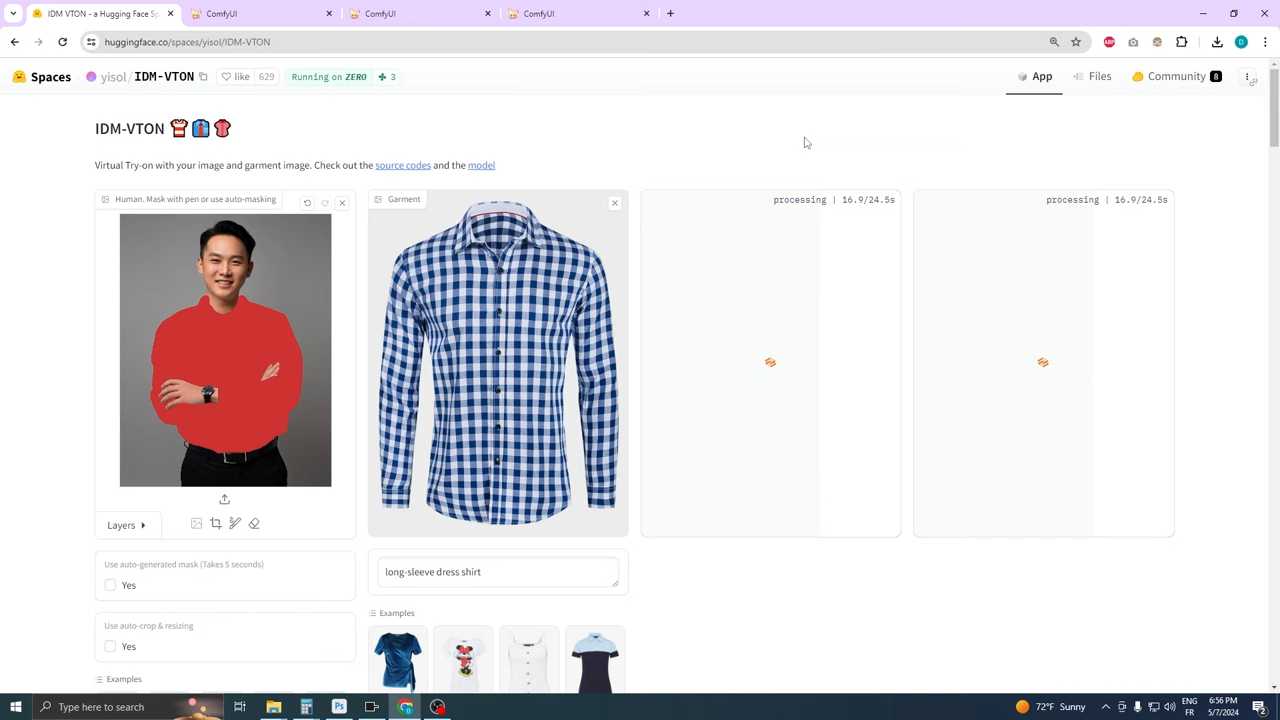 IDM VTON - a Hugging Face Sp
ComfyUI
ComfyUI
ComfyUI
huggingface.co/spaces/yisol/IDM-VTON
ABP
D
Spaces
yisol/IDM-VTON
like
629
Running on ZERO
3
App
Files
Community
8
IDM-VTON
Virtual Try-on with your image and garment image. Check out the source codes and the model
Human. Mask with pen or use auto-masking
Garment
processing | 16.9/24.5s
processing | 16.9/24.5s
Layers
Use auto-generated mask (Takes 5 seconds)
Yes
long-sleeve dress shirt
Examples
Use auto-crop & resizing
Yes
Examples
Type here to search
Ps
72°F Sunny
ENG
FR
6:56 PM
5/7/2024
2